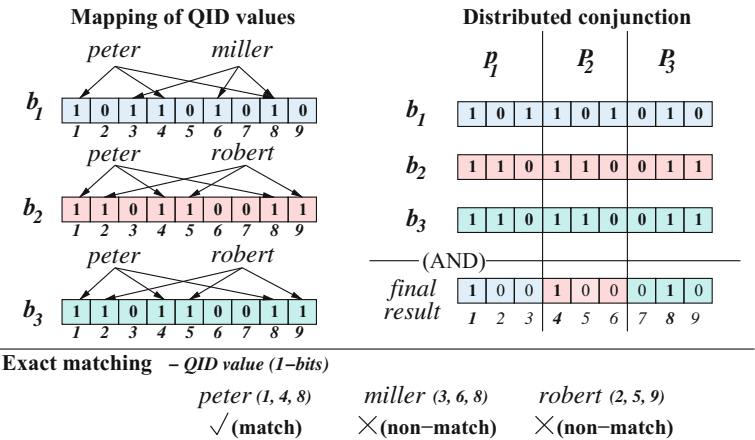 Mapping of QID values
peter miller
b1 1 0 1 1 0 1 0 1 0
1 2 3 4 5 6 7 8 9
peter robert
b2 1 1 0 1 1 0 0 1 1
1 2 3 4 5 6 7 8 9
peter robert
b3 1 1 0 1 1 0 0 1 1
1 2 3 4 5 6 7 8 9
Distributed conjunction
P1 P2 P3
b1 1 0 1 1 0 1 0 1 0
b2 1 1 0 1 1 0 0 1 1
b3 1 1 0 1 1 0 0 1 1
(AND)
final result 1 0 0 1 0 0 0 1 0
1 2 3 4 5 6 7 8 9
Exact matching – QID value (1−bits)
peter (1, 4, 8) miller (3, 6, 8) robert (2, 5, 9)
√ (match) × (non−match) × (non−match)